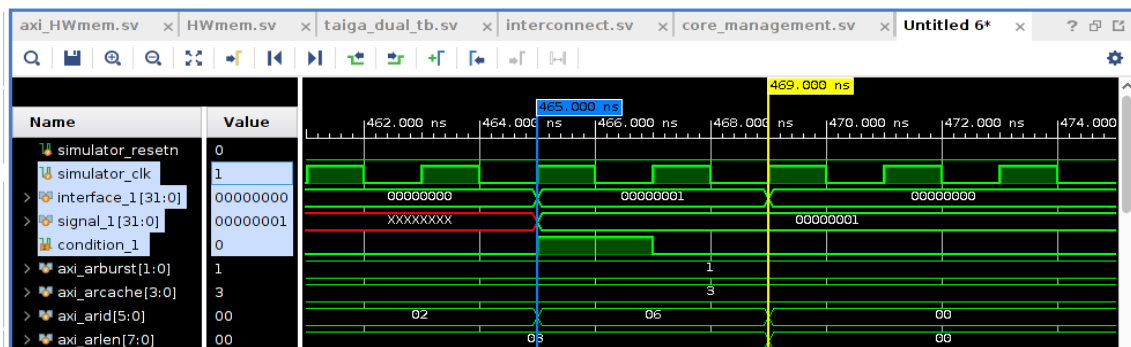 axi_HWmem.sv × HWmem.sv × taiga_dual_tb.sv × interconnect.sv × core_management.sv × Untitled 6* × ?
469.000 ns
465.000 ns
Name Value 462.000 ns 464.000 ns 466.000 ns 468.000 ns 470.000 ns 472.000 ns 474.000
simulator_resetn 0
simulator_clk 1
interface_1[31:0] 00000000 00000000 00000001 00000000
signal_1[31:0] 00000001 XXXXXXXX 00000001
condition_1 0
axi_arburst[1:0] 1 1
axi_arcache[3:0] 3 3
axi_arid[5:0] 00 02 06 00
axi_arlen[7:0] 00 03 00